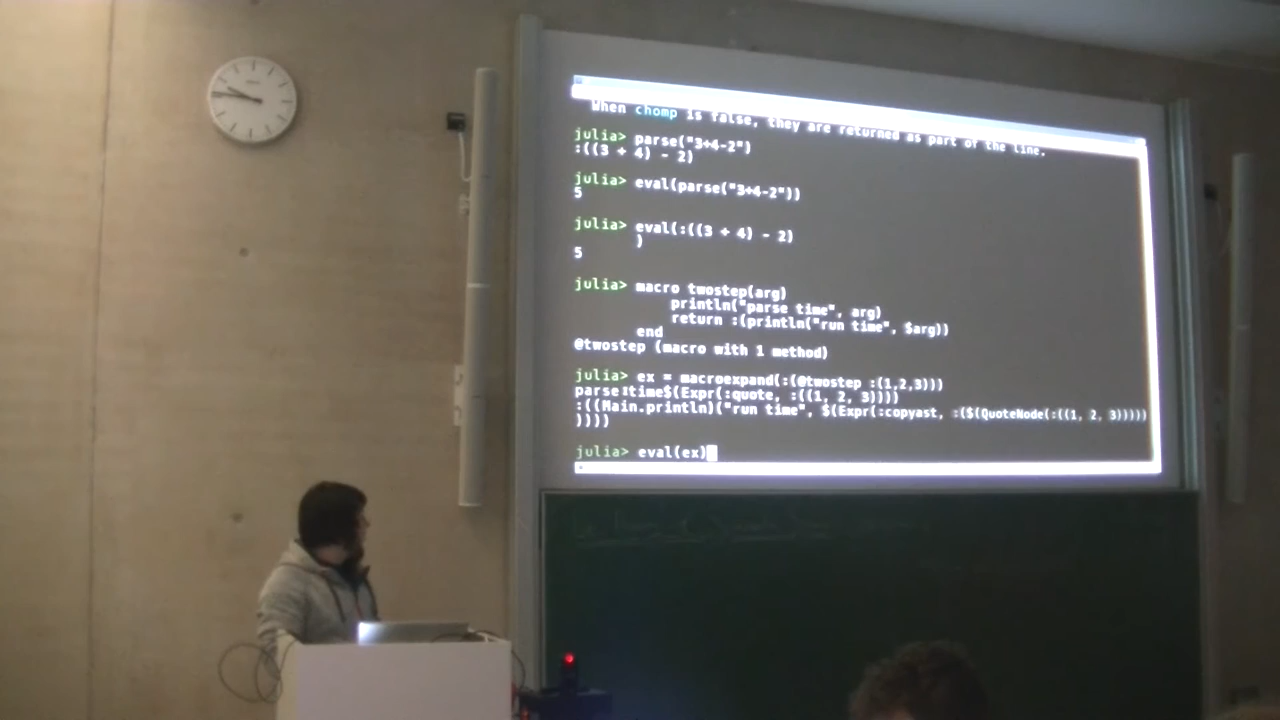 When chomp is false, they are returned as part of the line.
julia> parse("3+4-2")
:((3 + 4) - 2)
julia> eval(parse("3+4-2"))
5
julia> eval(:((3 + 4) - 2)
)
5
julia> macro twostep(arg)
println("parse time", arg)
return :(println("run time", $arg))
end
@twostep (macro with 1 method)
julia> ex = macroexpand(:(@twostep :(1,2,3)))
parse time$(Expr(:quote, :((1, 2, 3))))
:((Main.println)("run time", $(Expr(:copyast, :($(QuoteNode(:((1, 2, 3)))))
))))
julia> eval(ex)